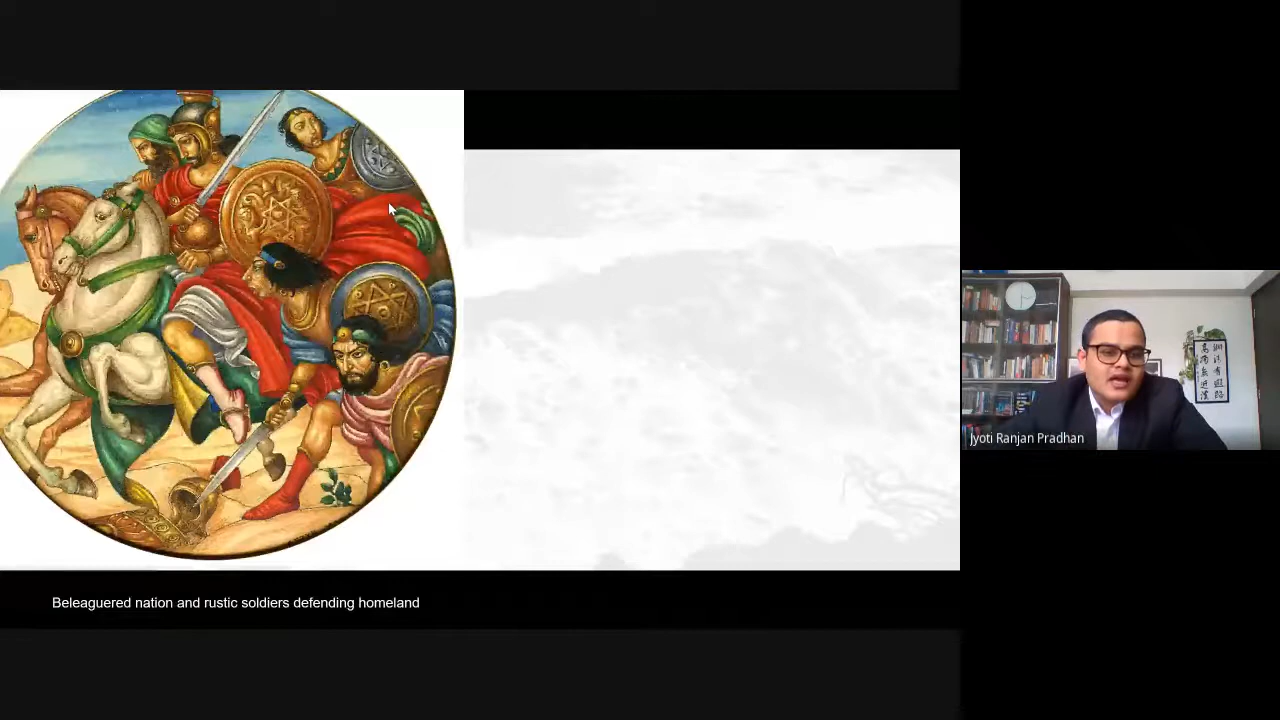 Beleaguered nation and rustic soldiers defending homeland
Jyoti Ranjan Pradhan